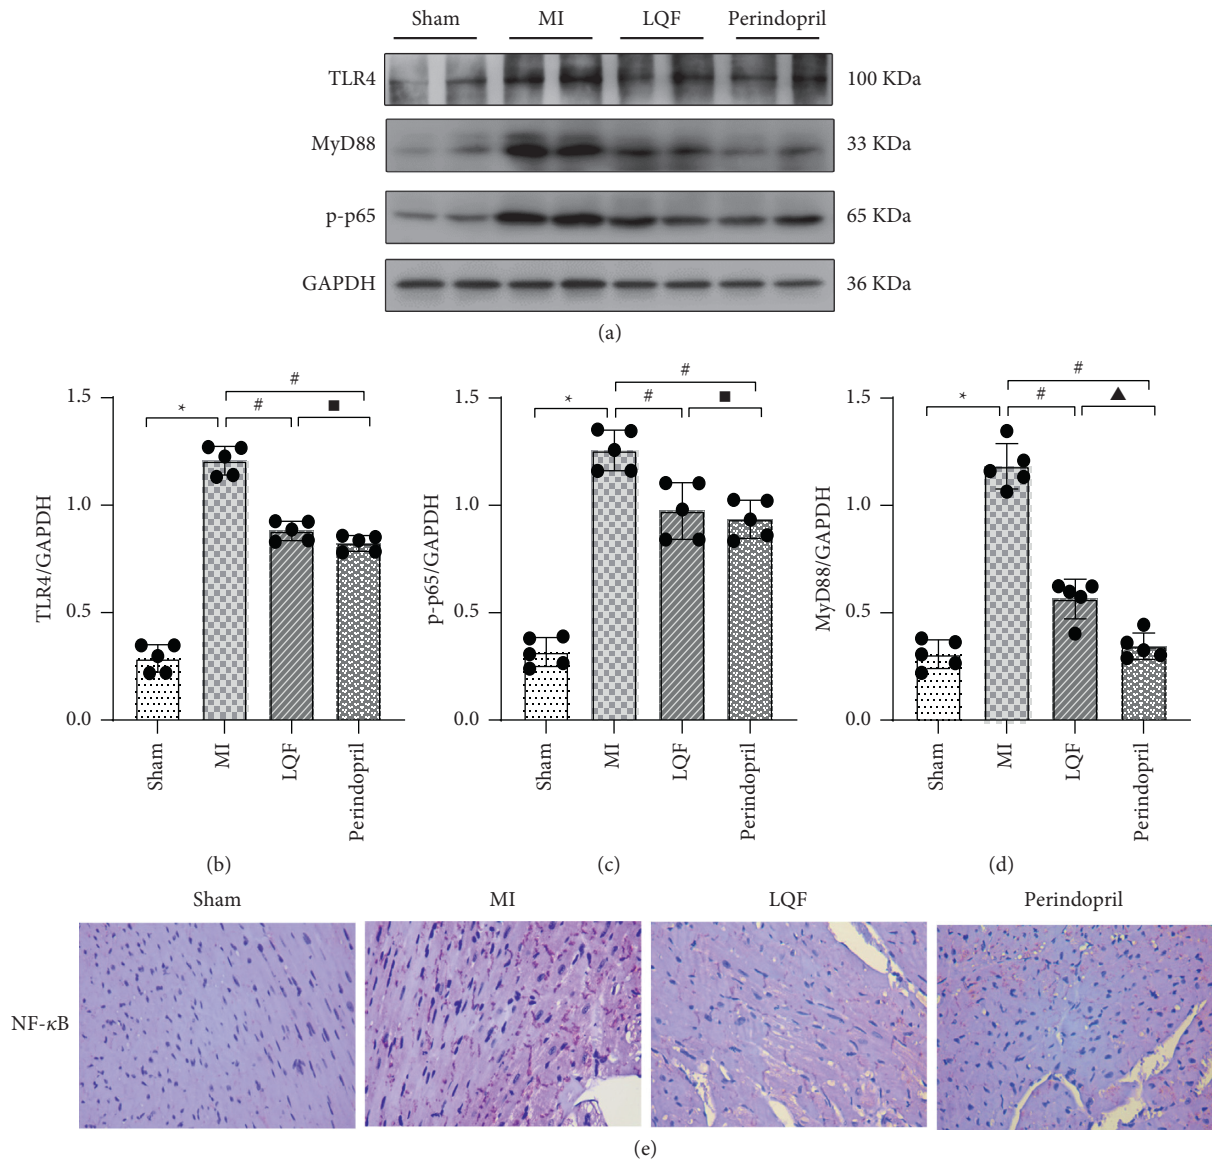 Sham MI LQF Perindopril
TLR4 100 KDa
MyD88 33 KDa
p-p65 65 KDa
GAPDH 36 KDa
(a)
TLR4/GAPDH
1.5
1.0
0.5
0.0
* # # ■
Sham MI LQF Perindopril
(b)
p-p65/GAPDH
1.5
1.0
0.5
0.0
* # # ■
Sham MI LQF Perindopril
(c)
MyD88/GAPDH
1.5
1.0
0.5
0.0
* # # ▲
Sham MI LQF Perindopril
(d)
Sham MI LQF Perindopril
NF-κB
(e)